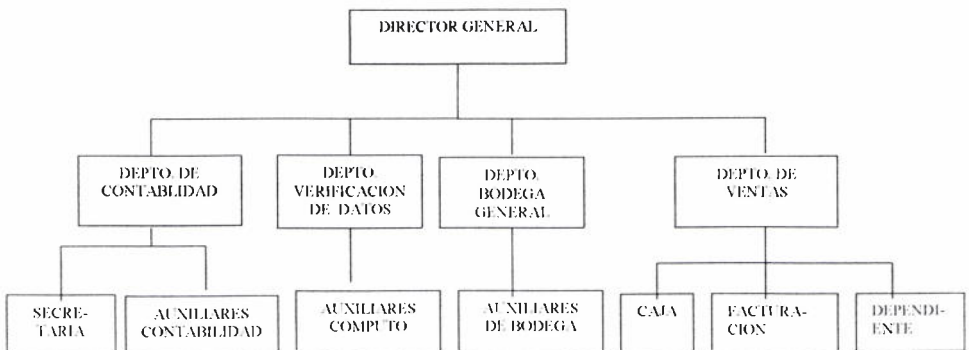 DIRECTOR GENERAL
DEPTO. DE
CONTABLIDAD
DEPTO.
VERIFICACION
DE DATOS
DEPTO.
BODEGA
GENERAL
DEPTO. DE
VENTAS
SECRE-
TARIA
AUXILIARES
CONTABILIDAD
AUXILIARES
COMPUTO
AUXILIARES
DE BODEGA
CAJA
FACTURA-
CION
DEPENDI-
ENTE